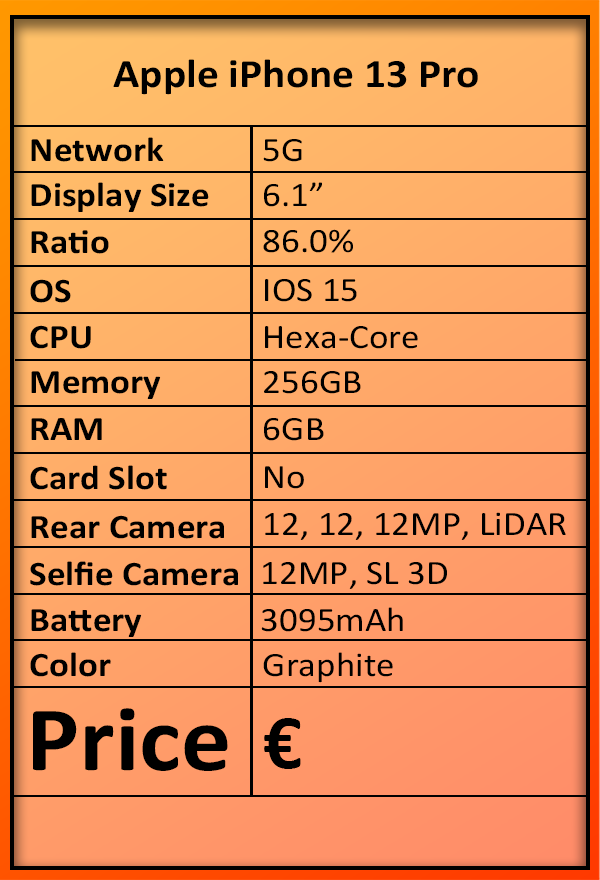 Apple iPhone 13 Pro
Network 5G
Display Size 6.1”
Ratio 86.0%
OS IOS 15
CPU Hexa-Core
Memory 256GB
RAM 6GB
Card Slot No
Rear Camera 12, 12, 12MP, LiDAR
Selfie Camera 12MP, SL 3D
Battery 3095mAh
Color Graphite
Price €